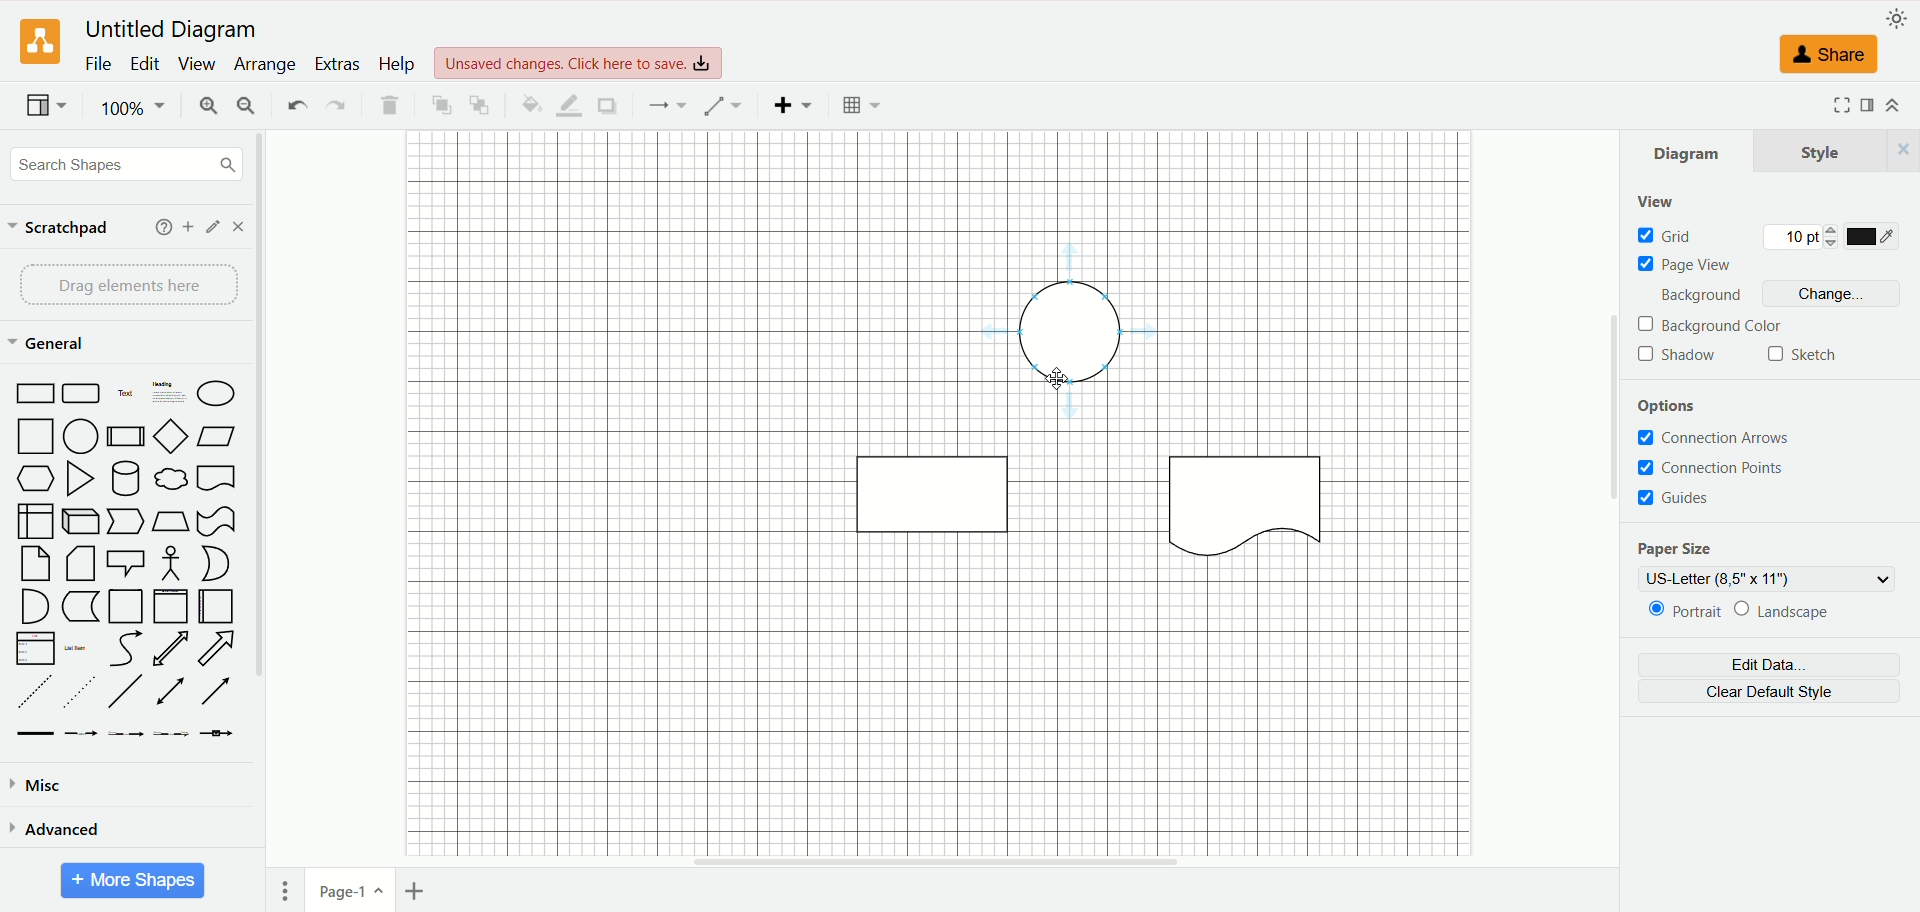 Untitled Diagram
File Edit View Arrange Extras Help Unsaved changes. Click here to save.
Share
100%
Search Shapes
Scratchpad
Drag elements here
General
Text
Heading
List Item
Misc
Advanced
+ More Shapes
Page-1
Diagram Style
View
Grid 10 pt
Page View
Background Change...
Background Color
Shadow Sketch
Options
Connection Arrows
Connection Points
Guides
Paper Size
US-Letter (8,5" x 11")
Portrait Landscape
Edit Data...
Clear Default Style